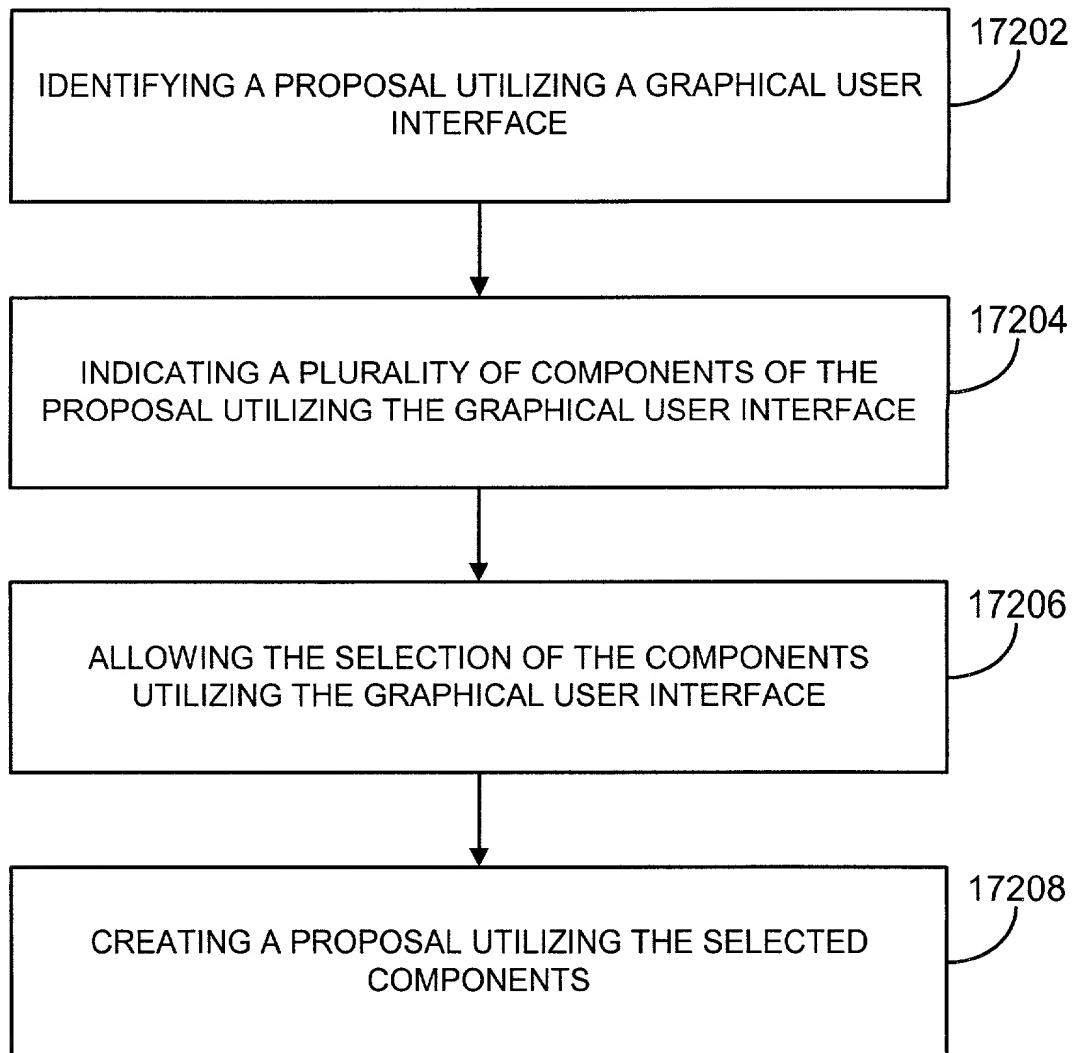 17202
IDENTIFYING A PROPOSAL UTILIZING A GRAPHICAL USER
INTERFACE
17204
INDICATING A PLURALITY OF COMPONENTS OF THE
PROPOSAL UTILIZING THE GRAPHICAL USER INTERFACE
17206
ALLOWING THE SELECTION OF THE COMPONENTS
UTILIZING THE GRAPHICAL USER INTERFACE
17208
CREATING A PROPOSAL UTILIZING THE SELECTED
COMPONENTS